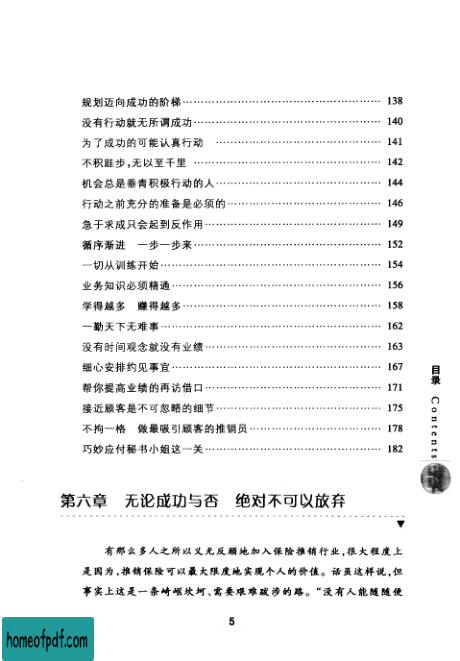 规划迈向成功的阶梯…………………………………………… 138
没有行动就无所谓成功………………………………………… 140
为了成功的可能认真行动 …………………………………… 141
不积跬步,无以至千里 ……………………………………… 142
机会总是垂青积极行动的人…………………………………… 144
行动之前充分的准备是必须的………………………………… 146
急于求成只会起到反作用……………………………………… 149
循序渐进 一步一步来………………………………………… 152
一切从训练开始………………………………………………… 154
业务知识必须精通……………………………………………… 156
学得越多 赚得越多…………………………………………… 158
一勤天下无难事………………………………………………… 162
没有时间观念就没有业绩……………………………………… 163
细心安排约见事宜……………………………………………… 167
帮你提高业绩的再访借口……………………………………… 171
接近顾客是不可忽略的细节…………………………………… 175
不拘一格 做最吸引顾客的推销员…………………………… 178
巧妙应付秘书小姐这一关……………………………………… 182
目录 Contents
第六章 无论成功与否 绝对不可以放弃
有那么多人之所以义无反顾地加入保险推销行业,很大程度上
是因为,推销保险可以最大限度地实现个人的价值。话虽这样说,但
事实上这是一条崎岖坎坷、需要艰难跋涉的路。“没有人能随随便
5
homeofpdf.com